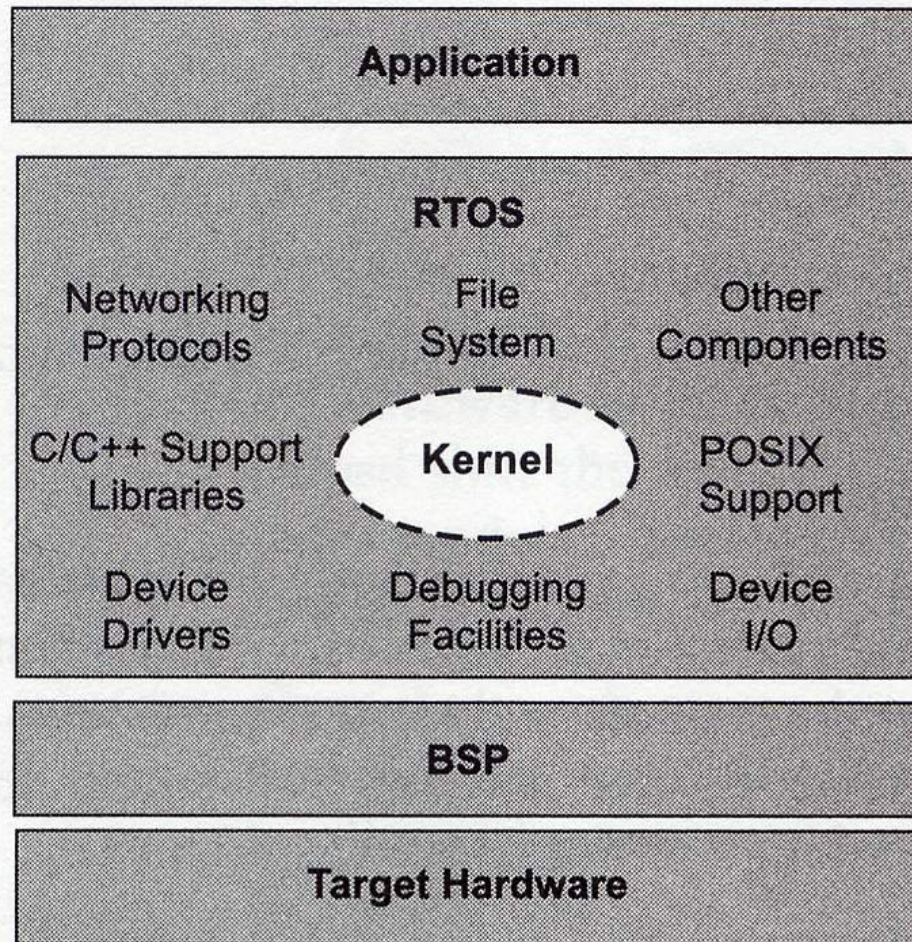 Application
RTOS
Networking
Protocols
File
System
Other
Components
C/C++ Support
Libraries
Kernel
POSIX
Support
Device
Drivers
Debugging
Facilities
Device
I/O
BSP
Target Hardware